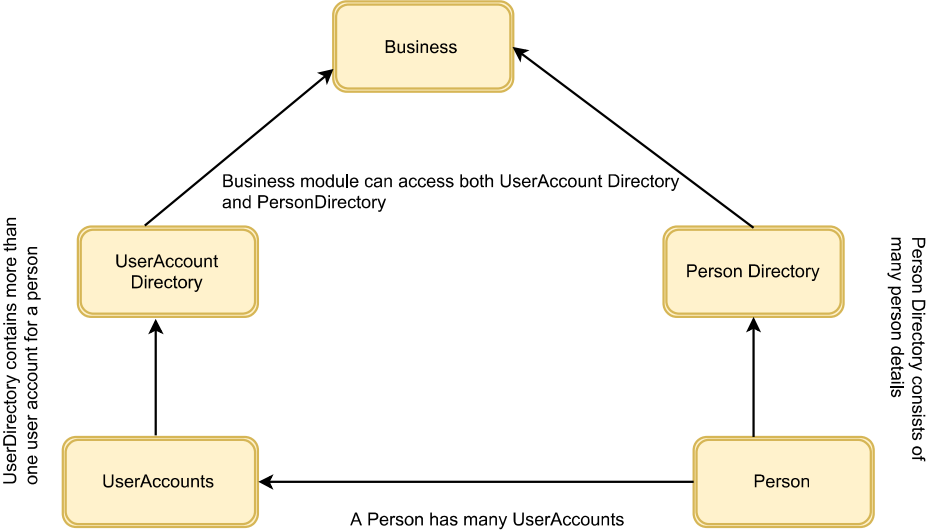 Business
Business module can access both UserAccount Directory
and PersonDirectory
UserDirectory contains more than
one user account for a person
UserAccount
Directory
Person Directory
Person Directory consists of
many person details
UserAccounts
Person
A Person has many UserAccounts